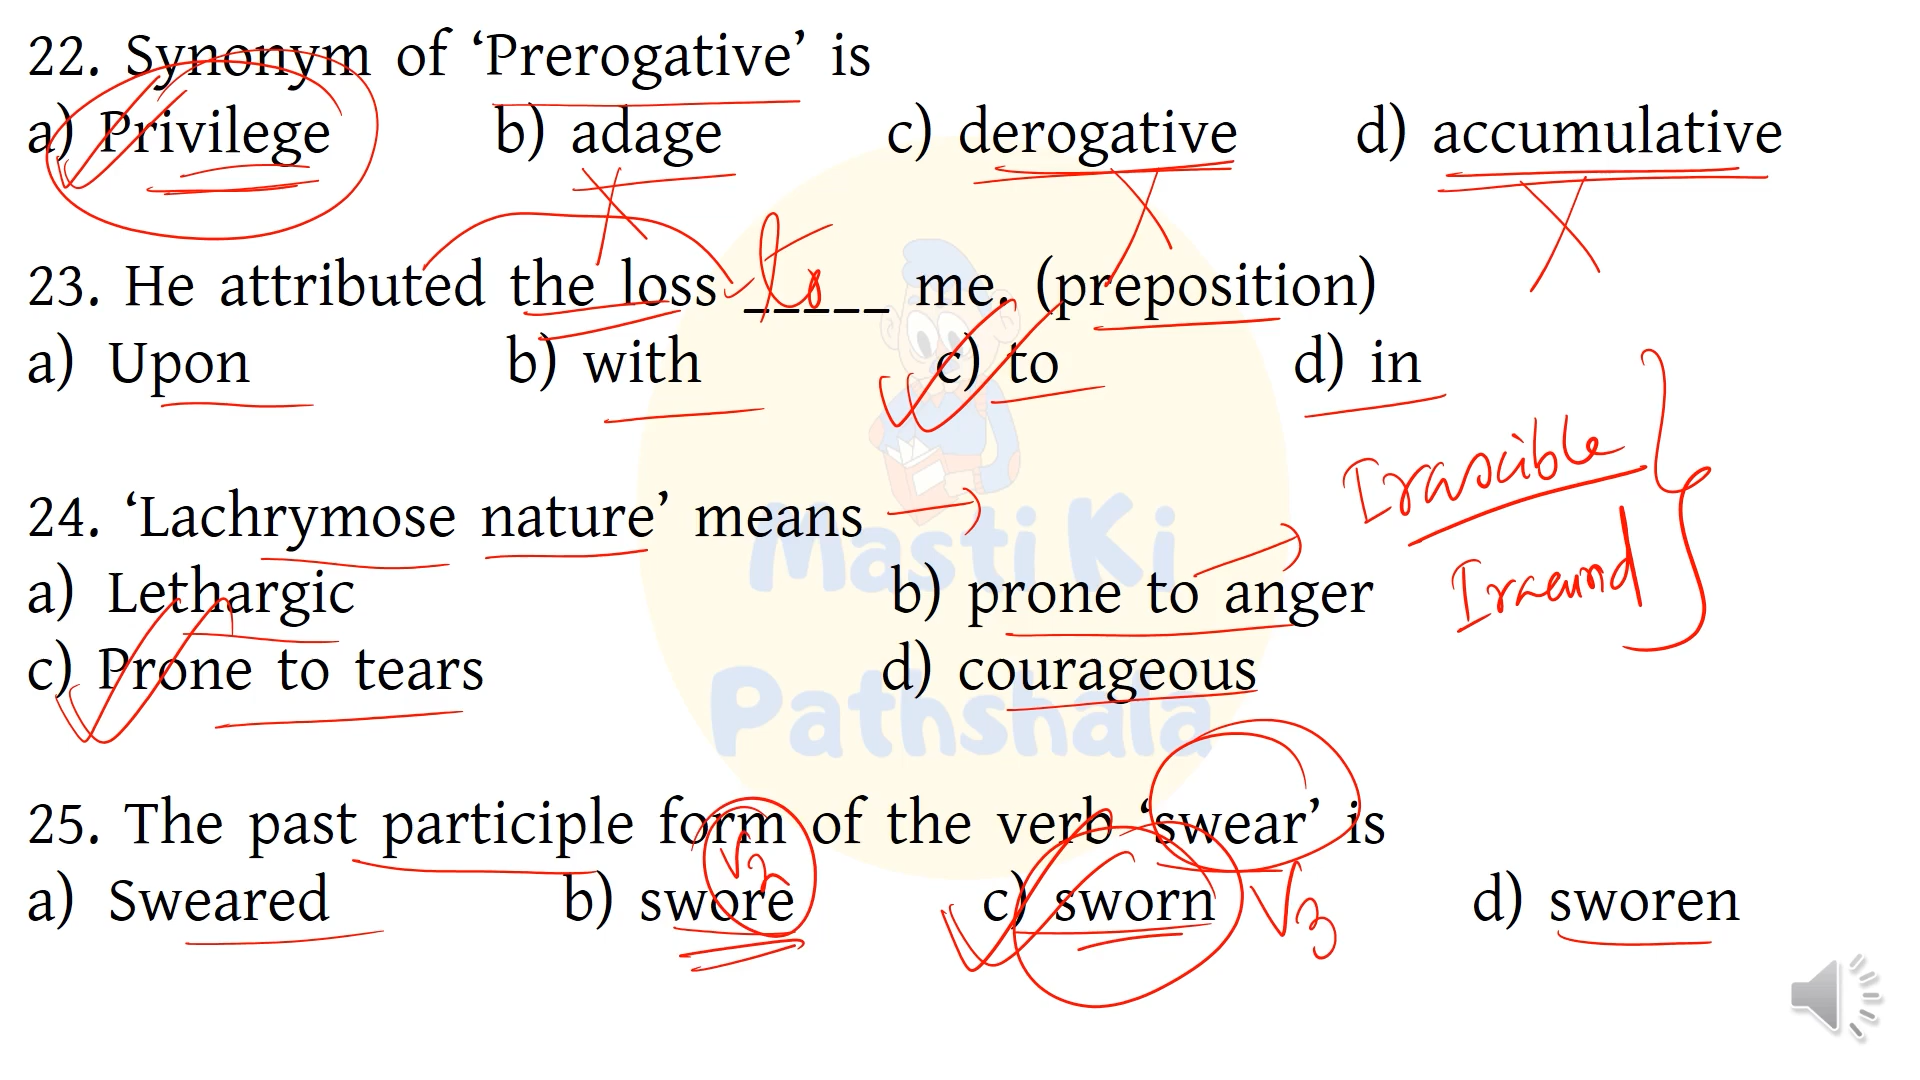 22. Synonym of ‘Prerogative’ is
a) Privilege b) adage c) derogative d) accumulative
23. He attributed the loss to _____ me. (preposition)
a) Upon b) with c) to d) in
Irascible
24. ‘Lachrymose nature’ means
Iracund
a) Lethargic b) prone to anger
c) Prone to tears d) courageous
25. The past participle form of the verb ‘swear’ is
V2
a) Sweared b) swore c) sworn V3 d) sworen
Masti Ki
Pathshala